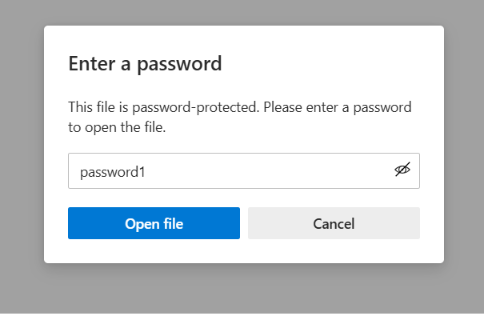 Enter a password
This file is password-protected. Please enter a password
to open the file.
password1
Open file
Cancel